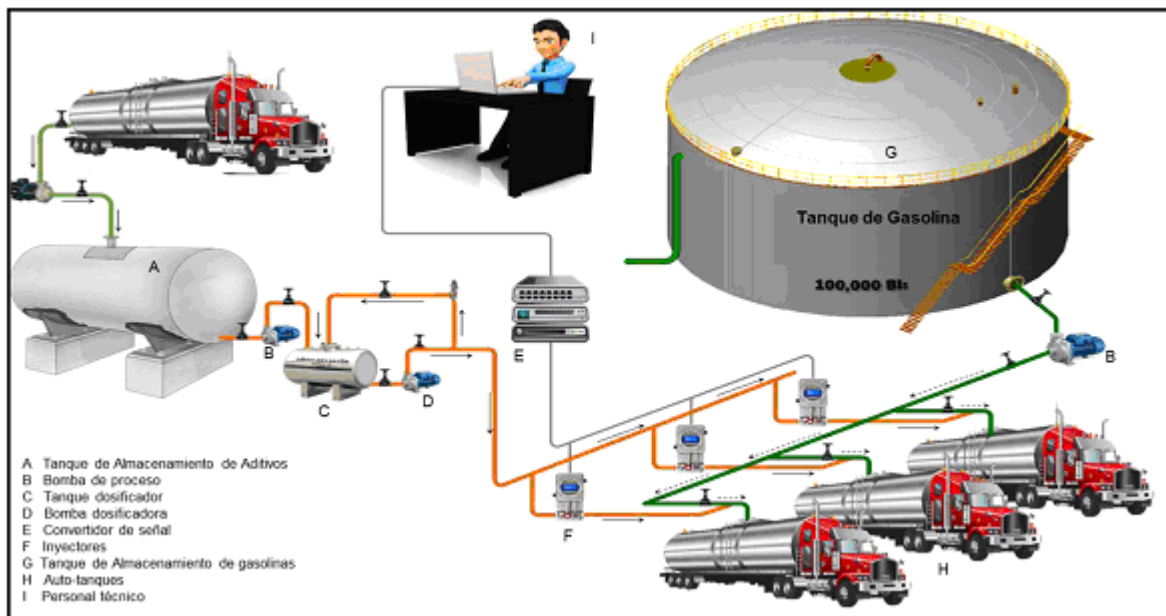 I
G
Tanque de Gasolina
100,000 Bls
A
B
E
B
C
D
F
H
A Tanque de Almacenamiento de Aditivos
B Bomba de proceso
C Tanque dosificador
D Bomba dosificadora
E Convertidor de señal
F Inyectores
G Tanque de Almacenamiento de gasolinas
H Auto-tanques
I Personal técnico